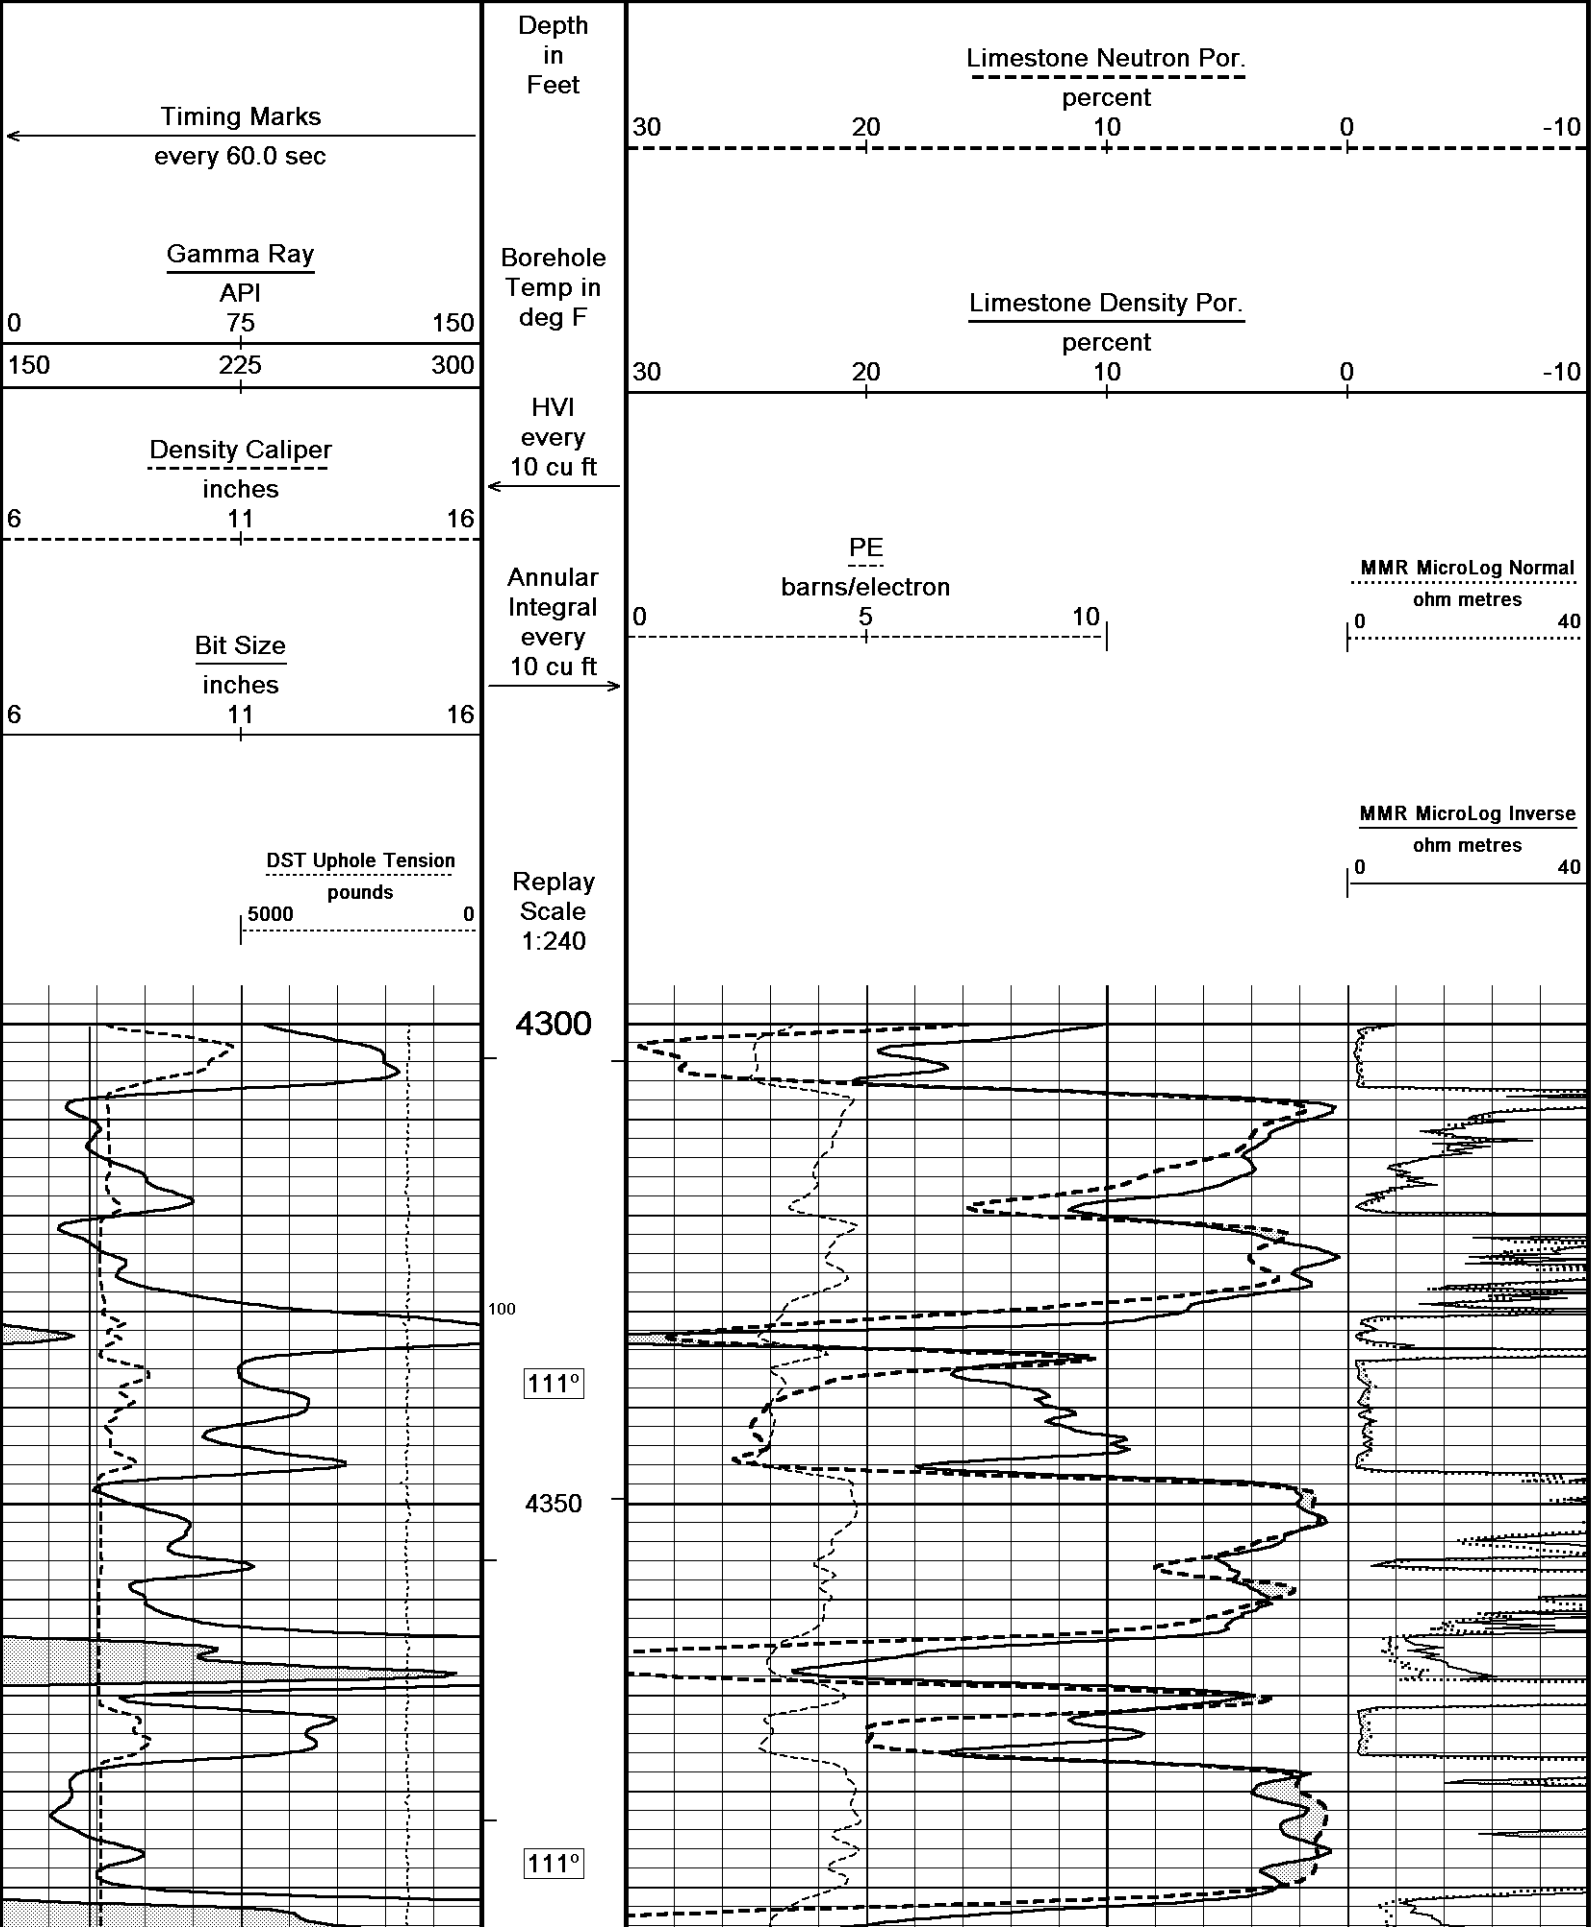 Timing Marks
every 60.0 sec
Gamma Ray
API
0 75 150
150 225 300
Density Caliper
inches
6 11 16
Bit Size
inches
6 11 16
DST Uphole Tension
pounds
5000 0
Depth
in
Feet
Borehole
Temp in
deg F
HVI
every
10 cu ft
Annular
Integral
every
10 cu ft
Replay
Scale
1:240
Limestone Neutron Por.
percent
30 20 10 0 -10
Limestone Density Por.
percent
30 20 10 0 -10
PE
barns/electron
0 5 10
MMR MicroLog Normal
ohm metres
0 40
MMR MicroLog Inverse
ohm metres
0 40
4300
100
111°
4350
111°